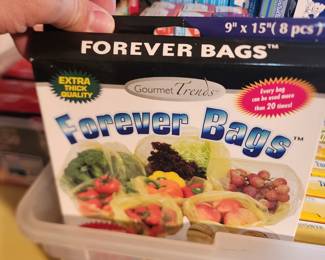 9" x 15"( 8 pcs)
FOREVER BAGS™
EXTRA
THICK
QUALITY
Gourmet Trends™
Every bag
can be used more
than 20 times!
Forever Bags™